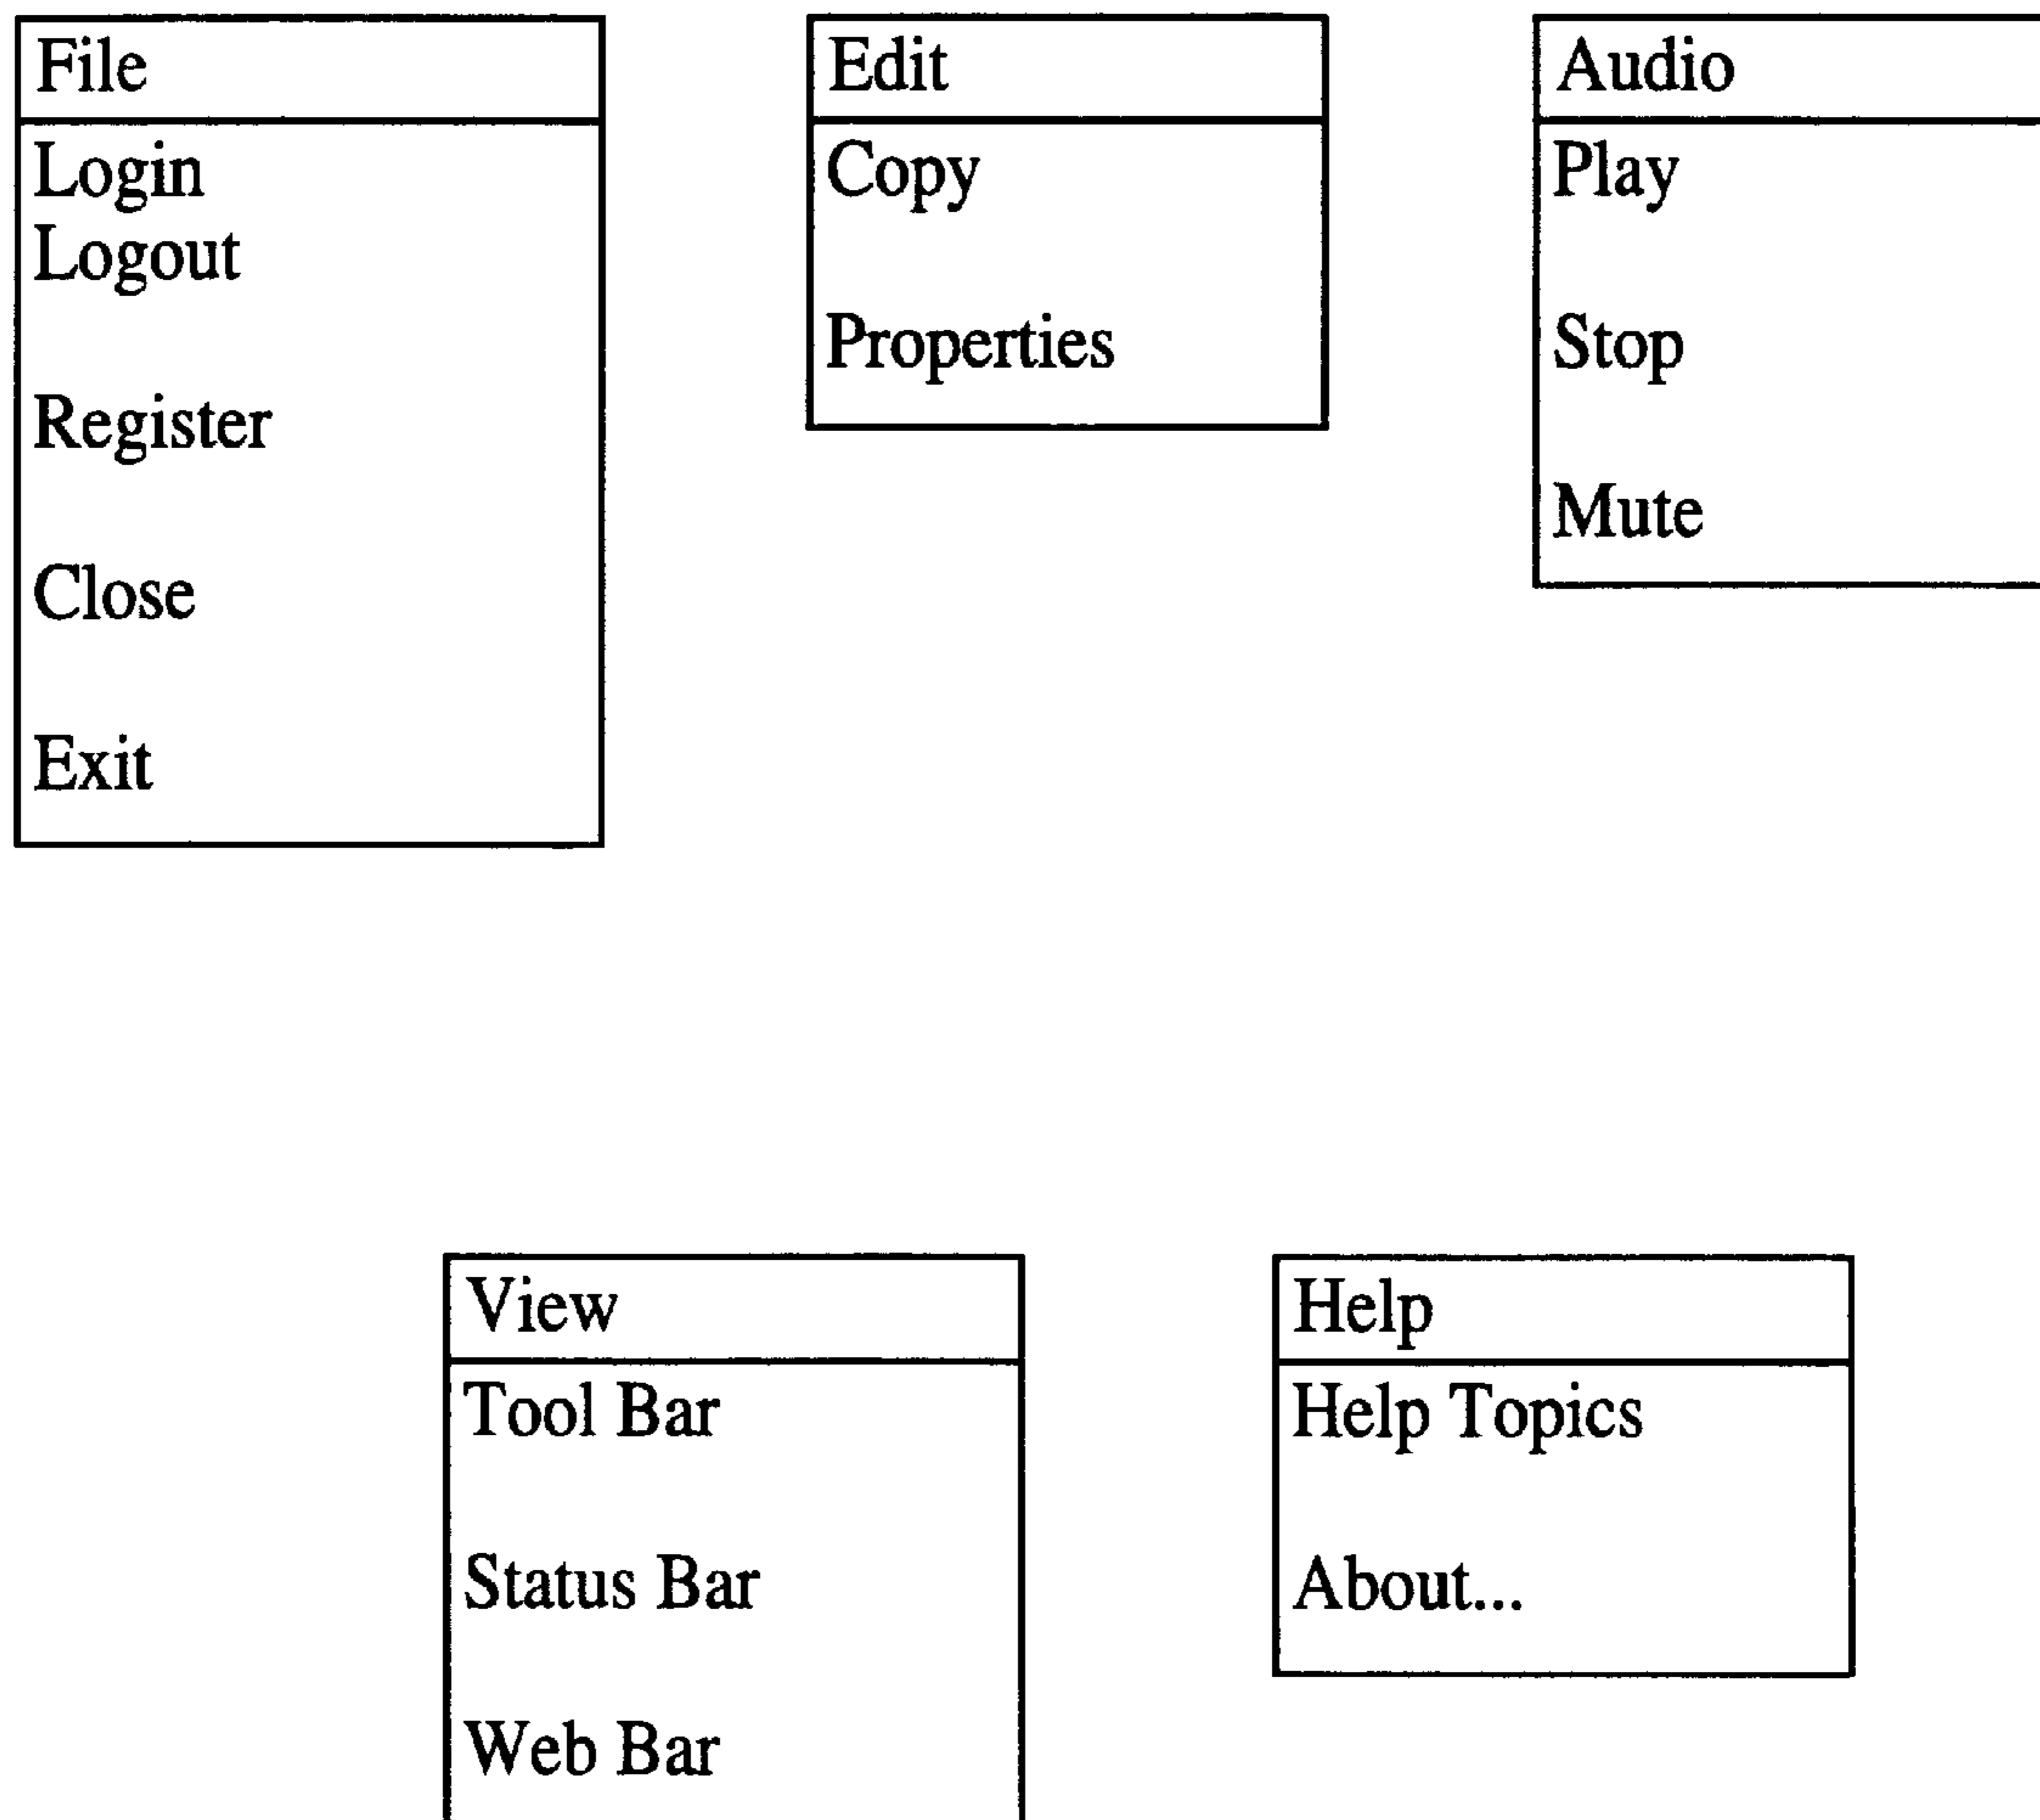 File
Login
Logout
Register
Close
Exit
Edit
Copy
Properties
Audio
Play
Stop
Mute
View
Tool Bar
Status Bar
Web Bar
Help
Help Topics
About...